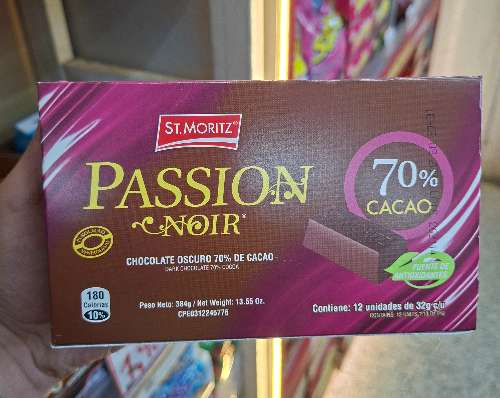 ST. MORITZ®
PASSION
NOIR
70%
CACAO
CHOCOLATE OSCURO 70% DE CACAO
DARK CHOCOLATE 70% COCOA
FUENTE DE
ANTIOXIDANTES
180
Calorías
10%
Peso Neto: 384g / Net Weight: 13.55 Oz.
CPE0312245776
Contiene: 12 unidades de 32g c/u